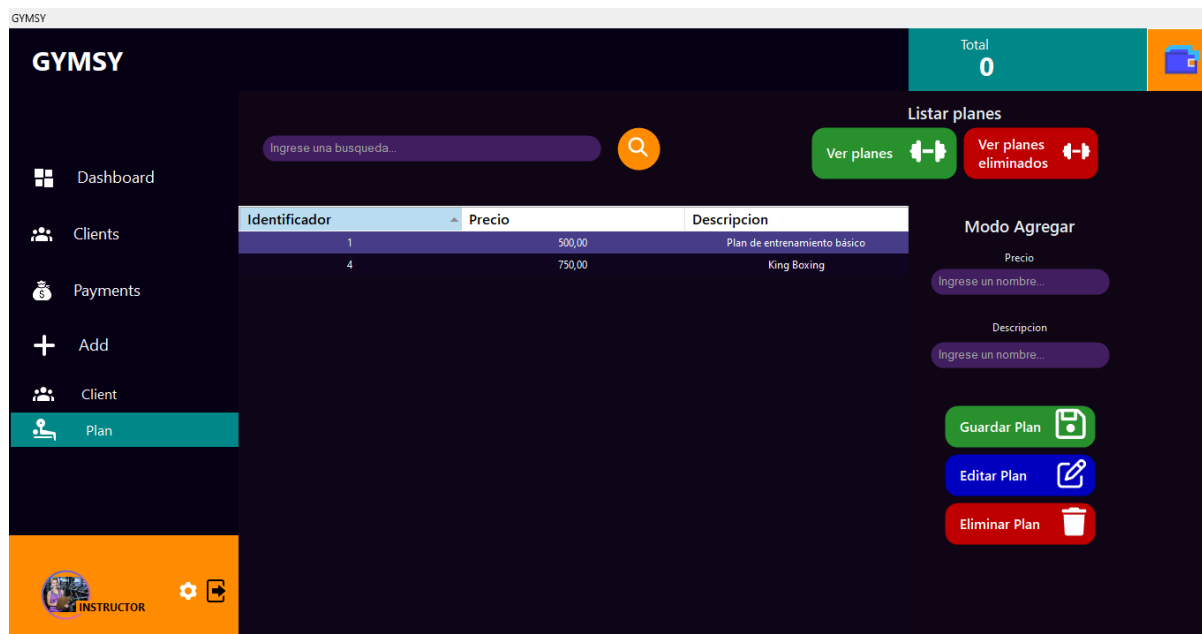 GYMSY
GYMSY
Total
0
Listar planes
Ingrese una busqueda...
Ver planes
Ver planes
eliminados
Dashboard
Clients
Payments
Add
Client
Plan
Identificador Precio Descripcion
1 500,00 Plan de entrenamiento básico
4 750,00 King Boxing
Modo Agregar
Precio
Ingrese un nombre...
Descripcion
Ingrese un nombre...
Guardar Plan
Editar Plan
Eliminar Plan
INSTRUCTOR